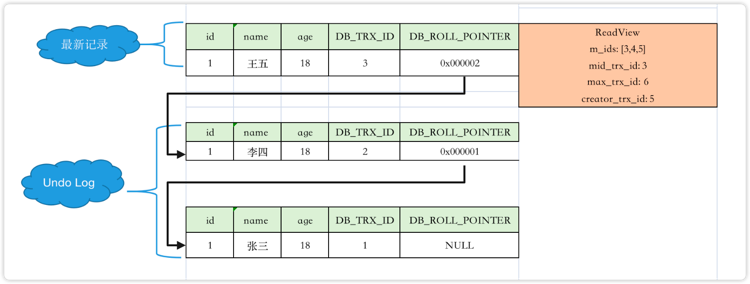 最新记录
id name age DB_TRX_ID DB_ROLL_POINTER
1 王五 18 3 0x000002
ReadView
m_ids: [3,4,5]
mid_trx_id: 3
max_trx_id: 6
creator_trx_id: 5
Undo Log
id name age DB_TRX_ID DB_ROLL_POINTER
1 李四 18 2 0x000001
id name age DB_TRX_ID DB_ROLL_POINTER
1 张三 18 1 NULL